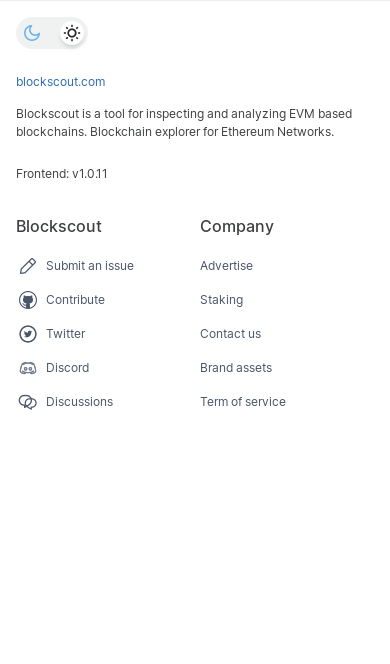 blockscout.com
Blockscout is a tool for inspecting and analyzing EVM based
blockchains. Blockchain explorer for Ethereum Networks.
Frontend: v1.0.11
Blockscout
Submit an issue
Contribute
Twitter
Discord
Discussions
Company
Advertise
Staking
Contact us
Brand assets
Term of service